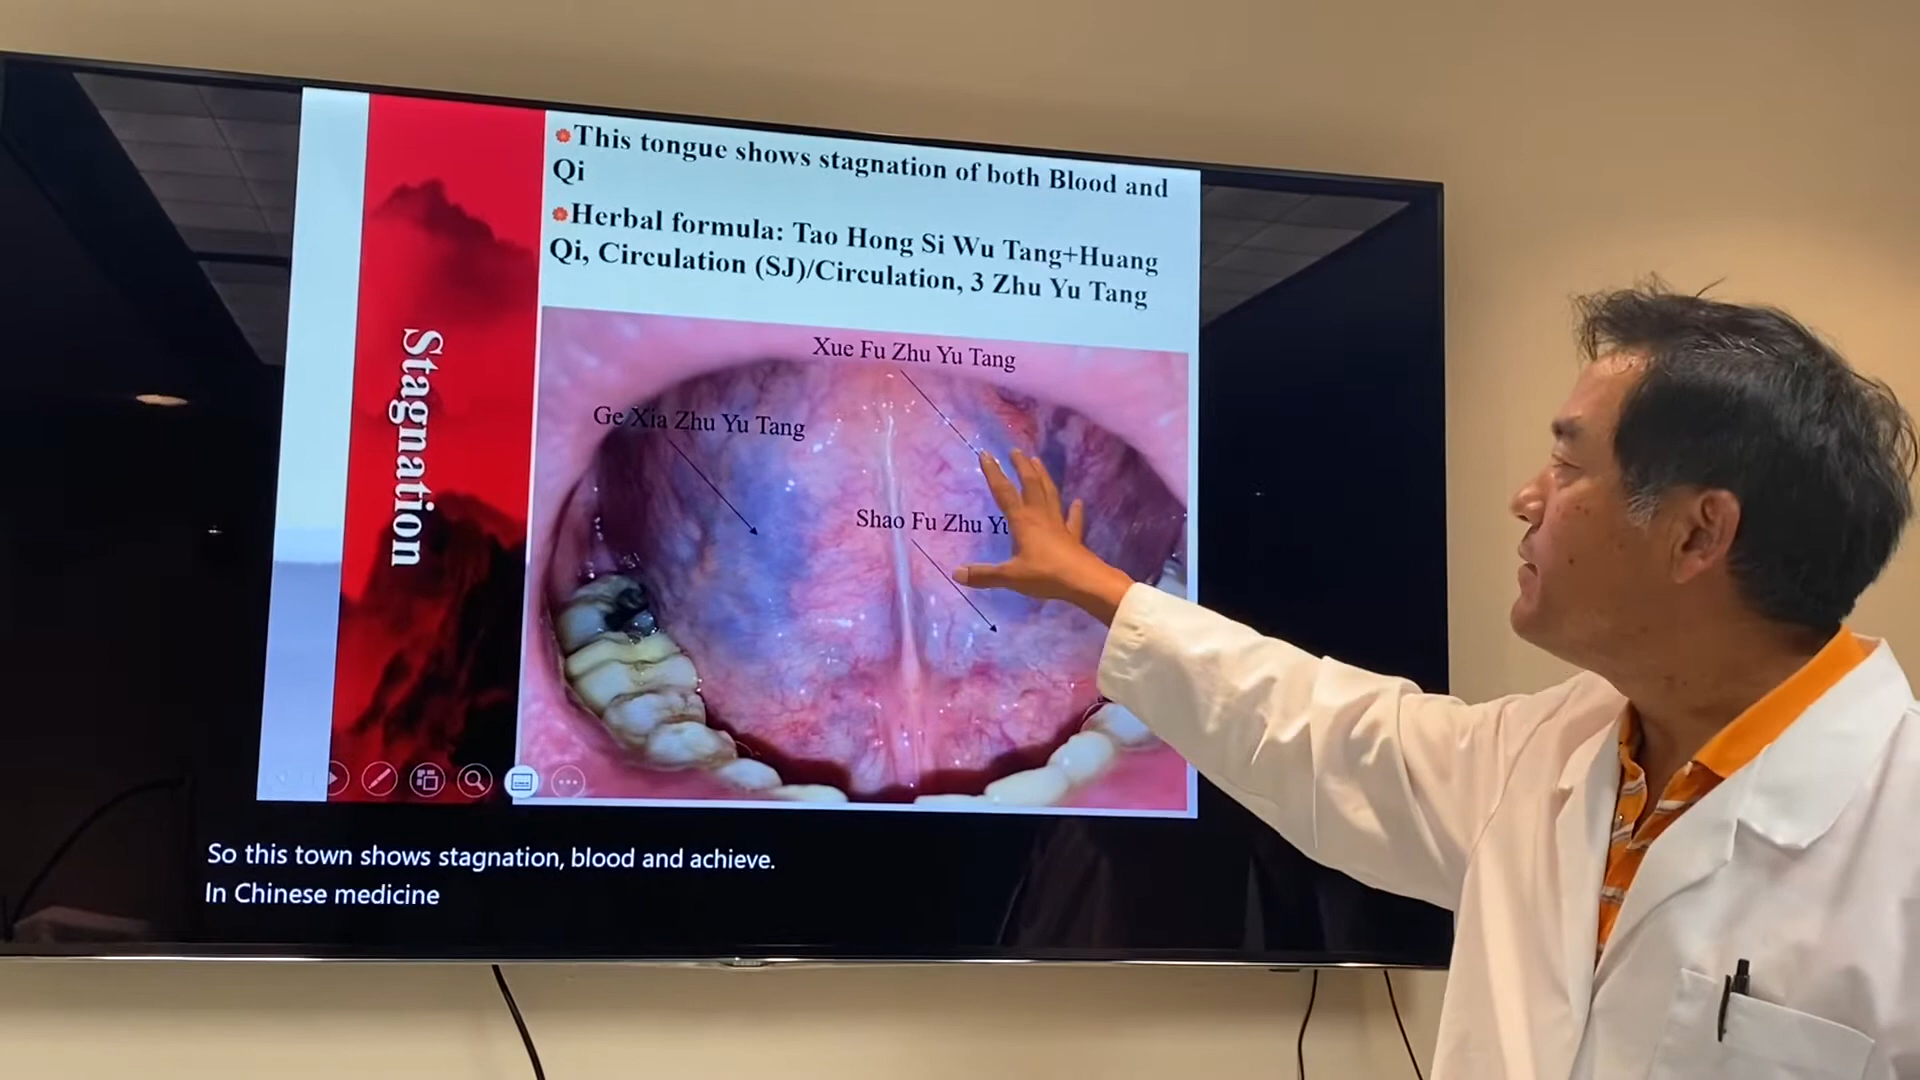 This tongue shows stagnation of both Blood and
Qi
Herbal formula: Tao Hong Si Wu Tang+Huang
Qi, Circulation (SJ)/Circulation, 3 Zhu Yu Tang
Stagnation
Xue Fu Zhu Yu Tang
Ge Xia Zhu Yu Tang
Shao Fu Zhu
So this town shows stagnation, blood and achieve.
In Chinese medicine